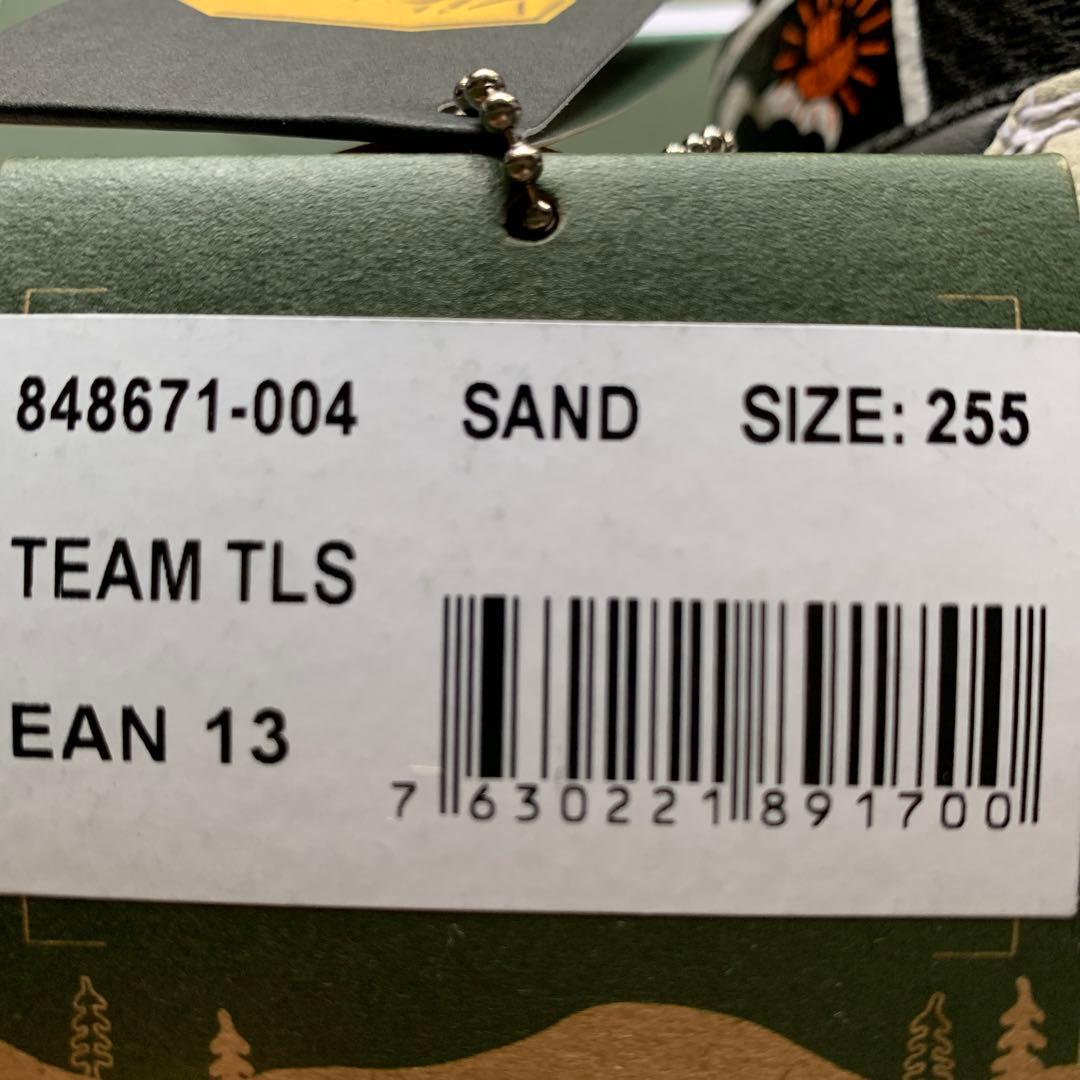 848671-004 SAND SIZE: 255
TEAM TLS
EAN 13
7 630221 891700